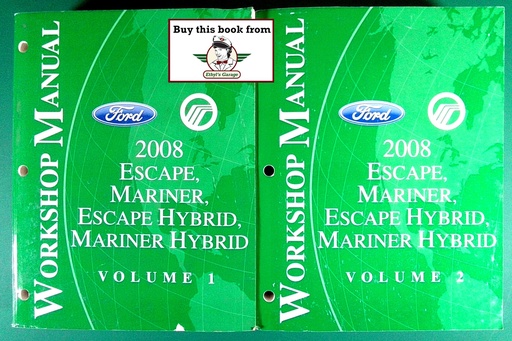 Buy this book from
Ethyl's Garage
WORKSHOP MANUAL
Ford
2008
ESCAPE,
MARINER,
ESCAPE HYBRID,
MARINER HYBRID
VOLUME 1
WORKSHOP MANUAL
Ford
2008
ESCAPE,
MARINER,
ESCAPE HYBRID,
MARINER HYBRID
VOLUME 2